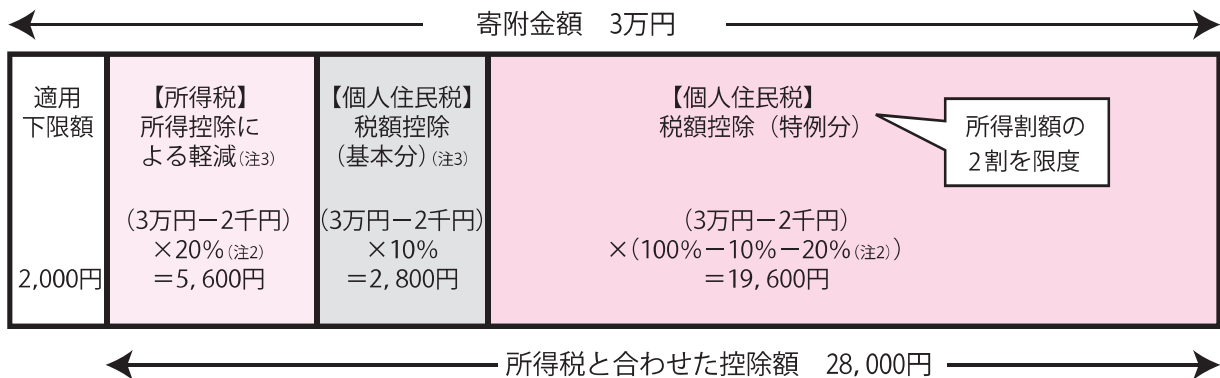 寄附金額　3万円
適用
下限額
2,000円
【所得税】
所得控除に
よる軽減(注3)
(3万円－2千円)
×20%(注2)
＝5,600円
【個人住民税】
税額控除
(基本分)(注3)
(3万円－2千円)
×10%
＝2,800円
【個人住民税】
税額控除（特例分）
(3万円－2千円)
×(100%－10%－20%(注2))
＝19,600円
所得割額の
2割を限度
所得税と合わせた控除額　28,000円